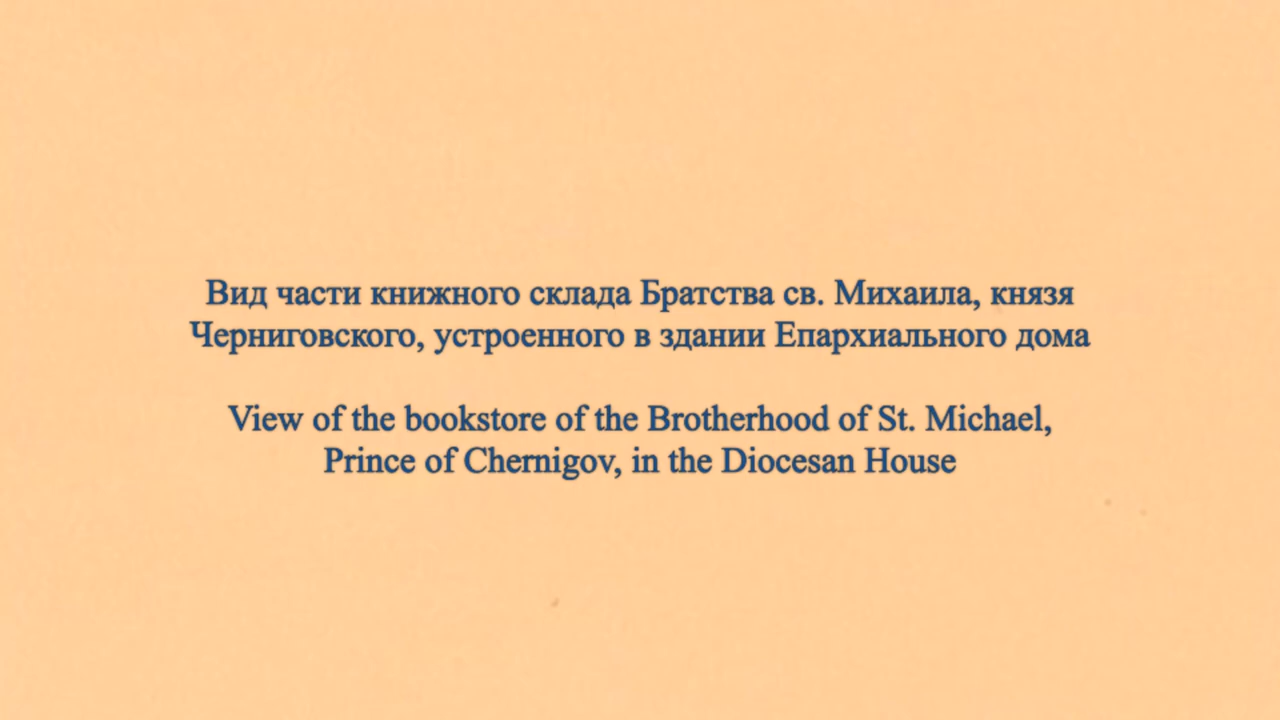 Вид части книжного склада Братства св. Михаила, князя
Черниговского, устроенного в здании Епархиального дома
View of the bookstore of the Brotherhood of St. Michael,
Prince of Chernigov, in the Diocesan House